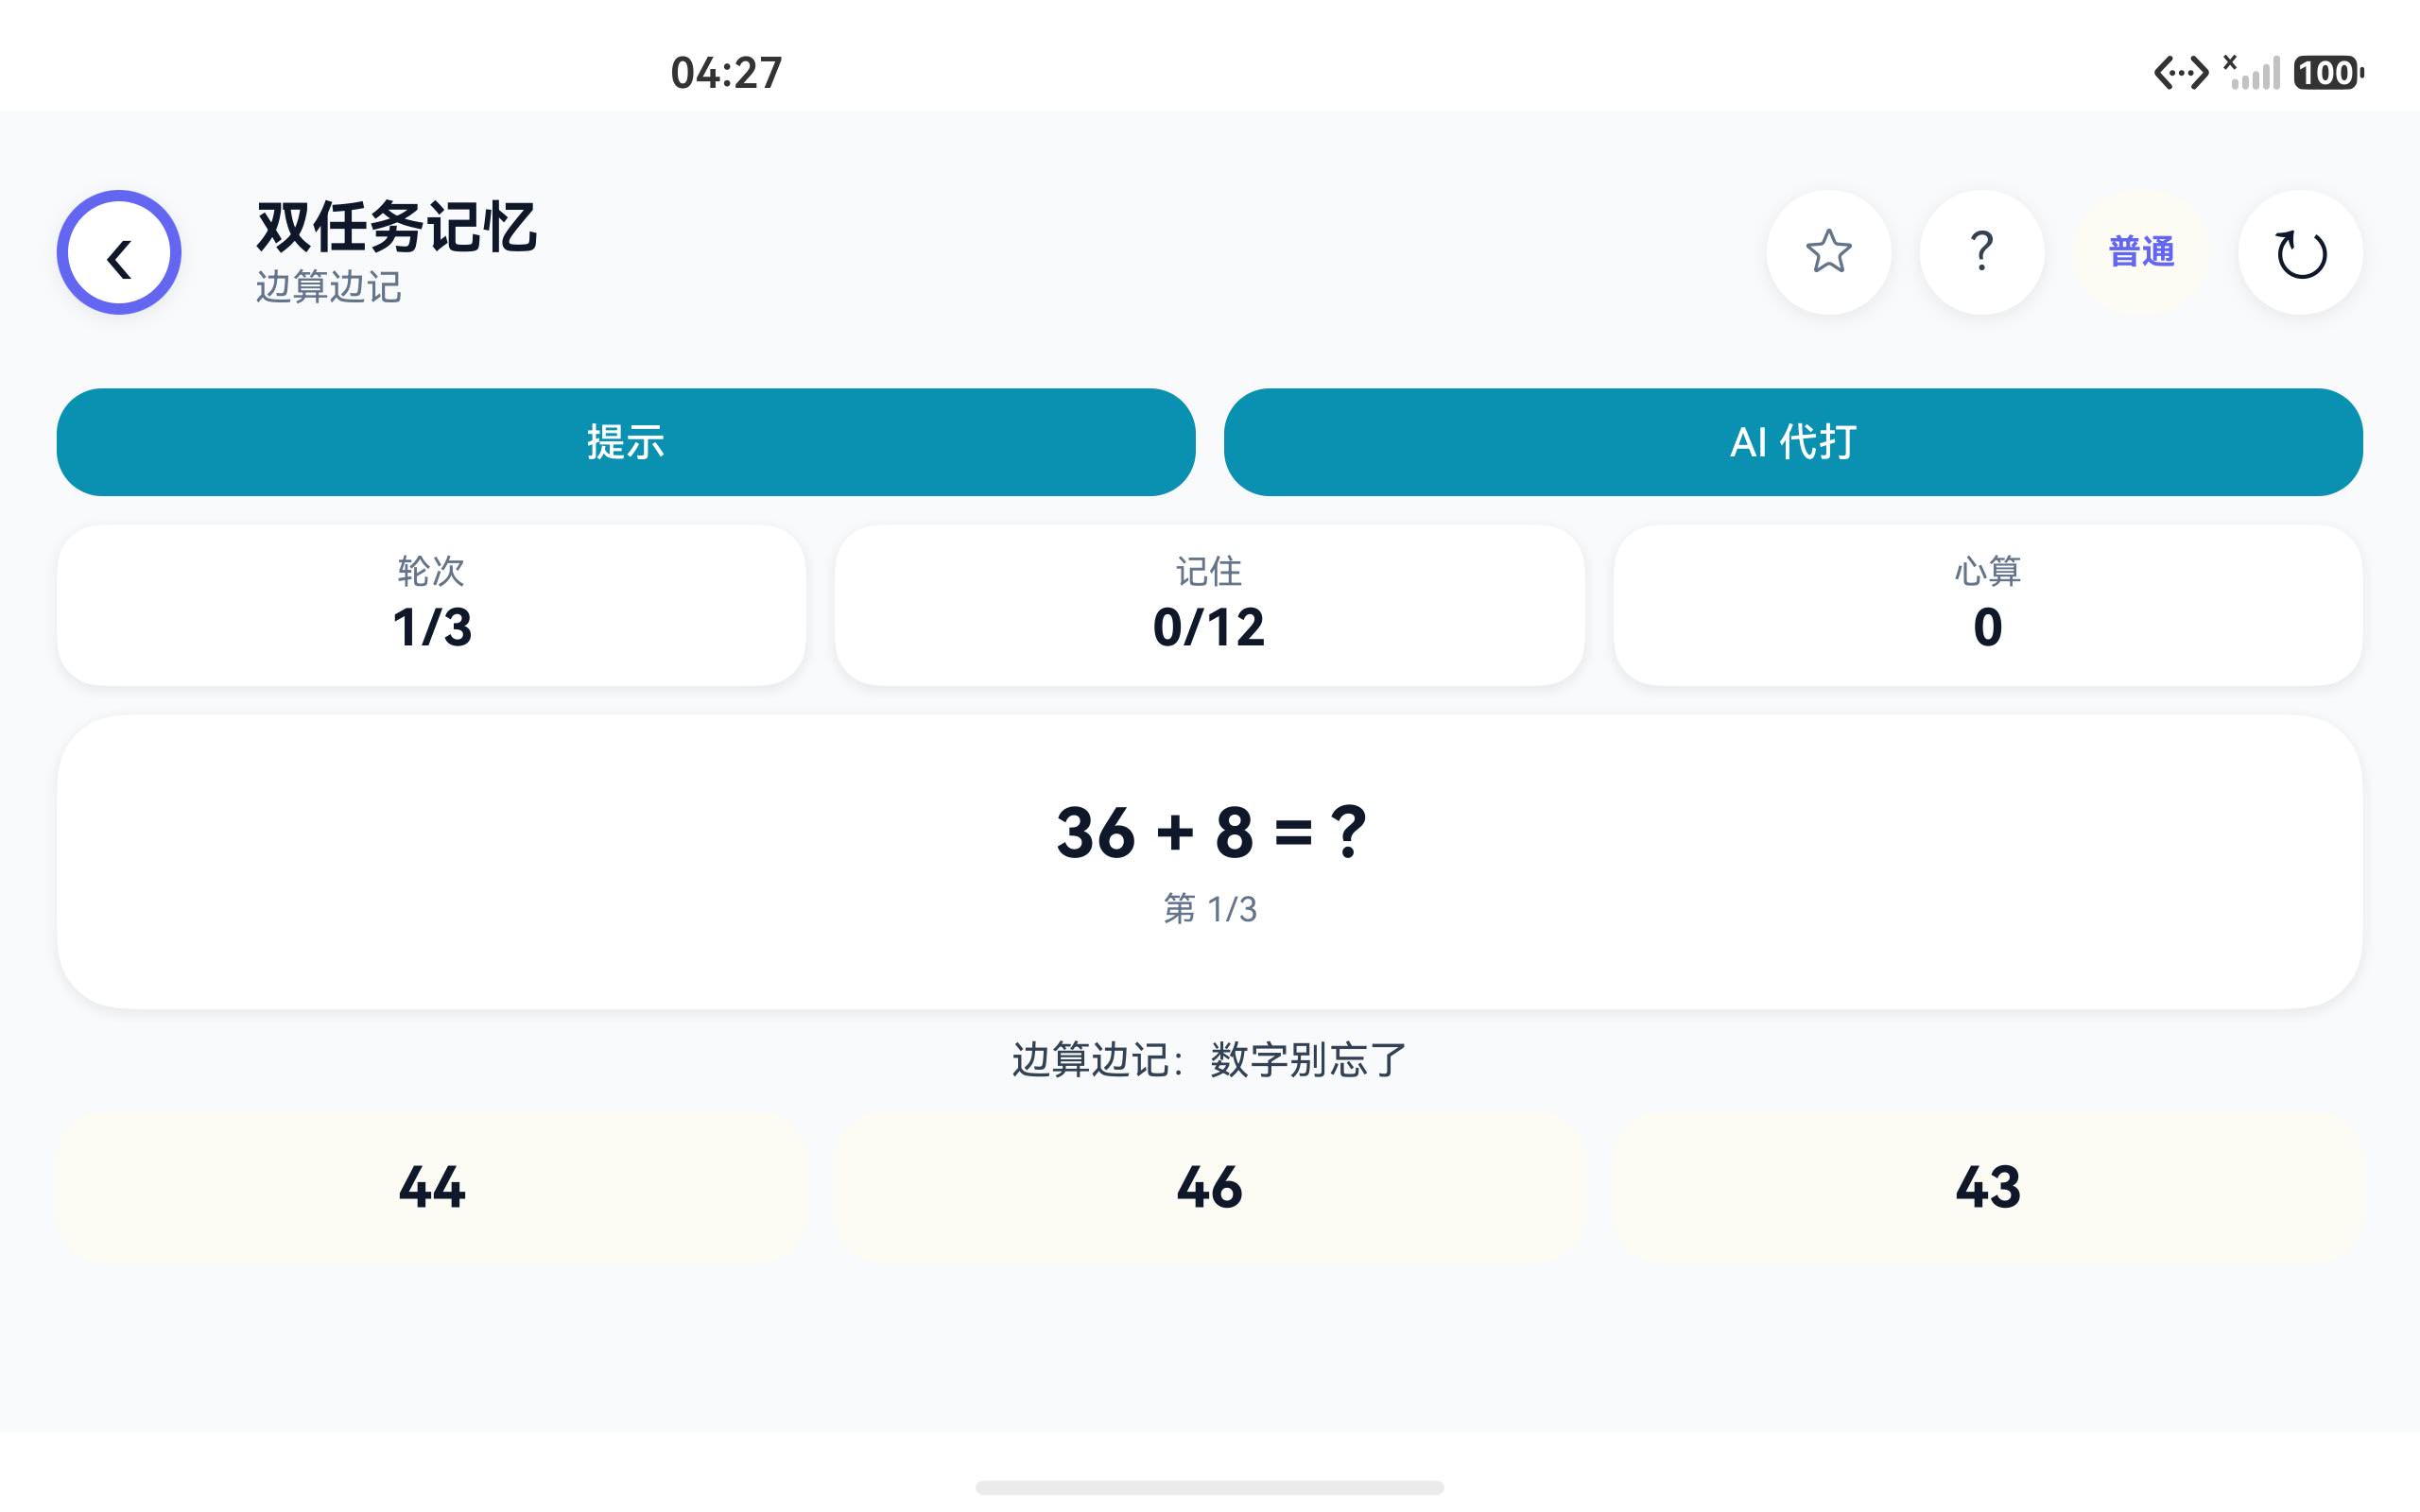 04:27
100
双任务记忆
边算边记
?
普通
提示
AI 代打
轮次
1/3
记住
0/12
心算
0
36 + 8 = ?
第 1/3
边算边记：数字别忘了
44
46
43